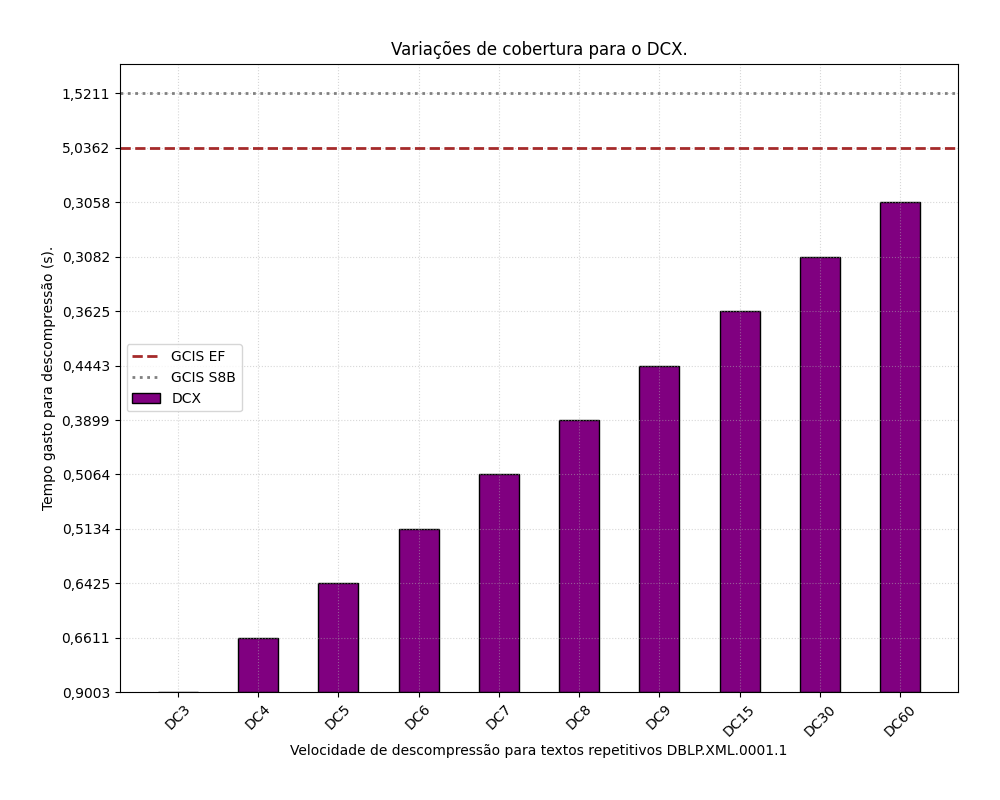 Variações de cobertura para o DCX.
1,5211
5,0362
0,3058
0,3082
0,3625
0,4443
0,3899
0,5064
0,5134
0,6425
0,6611
0,9003
Tempo gasto para descompressão (s).
GCIS EF
GCIS S8B
DCX
DC3
DC4
DC5
DC6
DC7
DC8
DC9
DC15
DC30
DC60
Velocidade de descompressão para textos repetitivos DBLP.XML.0001.1